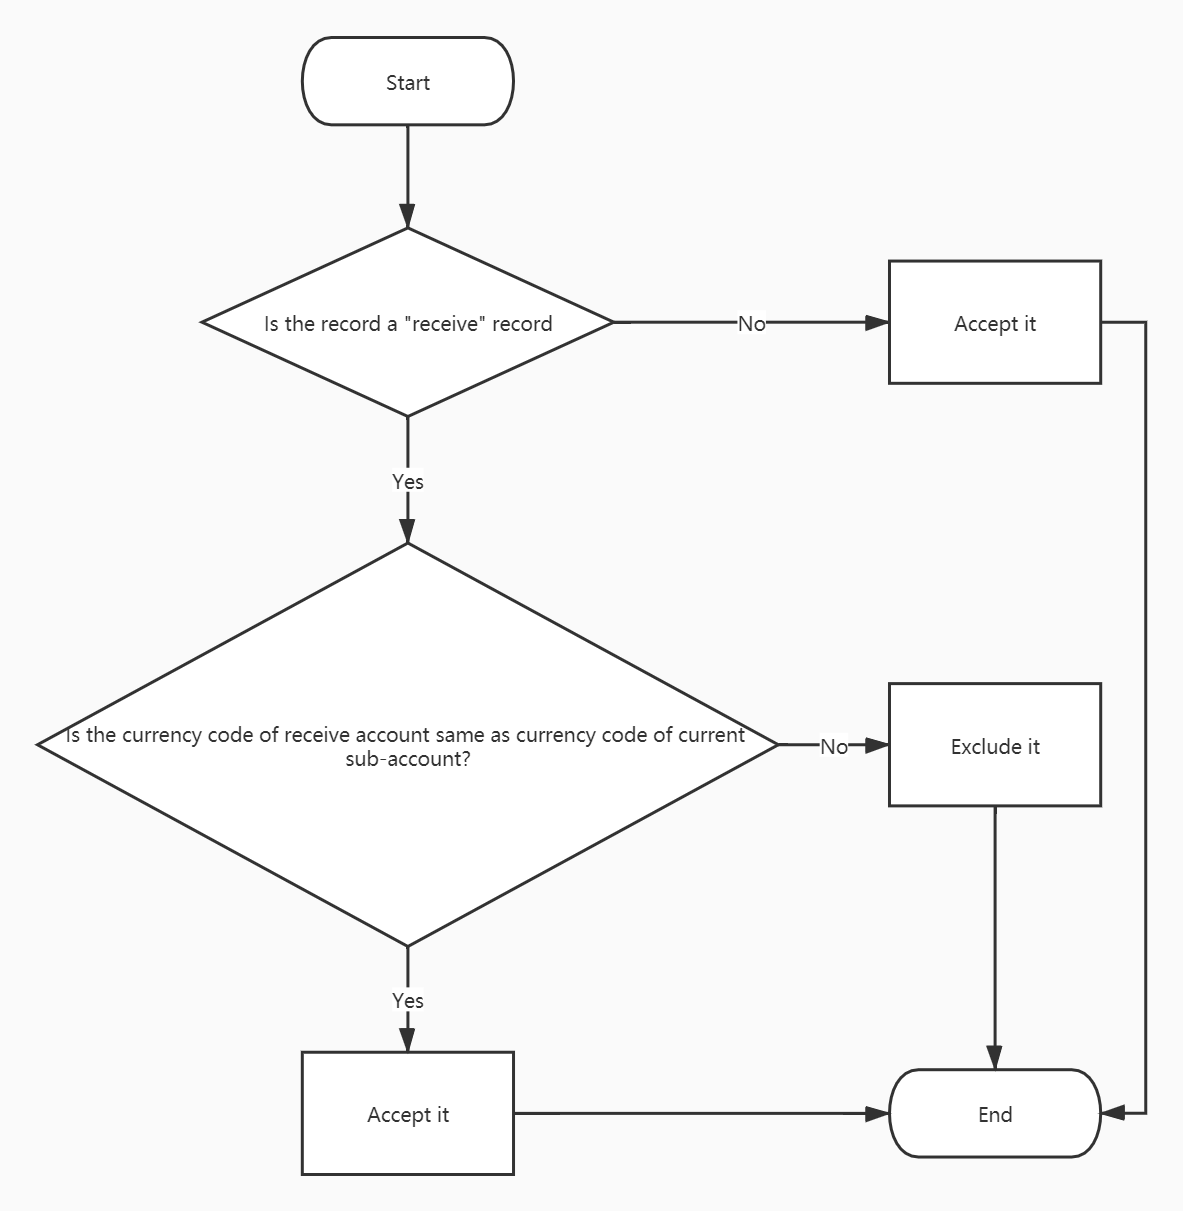 Start
Is the record a "receive" record
No
Accept it
Yes
Is the currency code of receive account same as currency code of current
sub-account?
No
Exclude it
Yes
Accept it
End